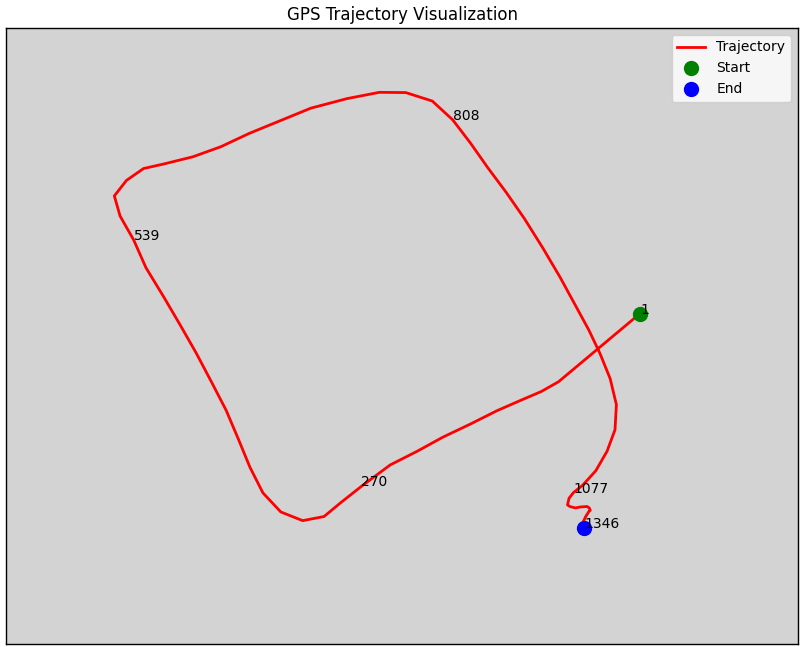 GPS Trajectory Visualization
Trajectory
Start
End
808
539
1
270
1077
1346